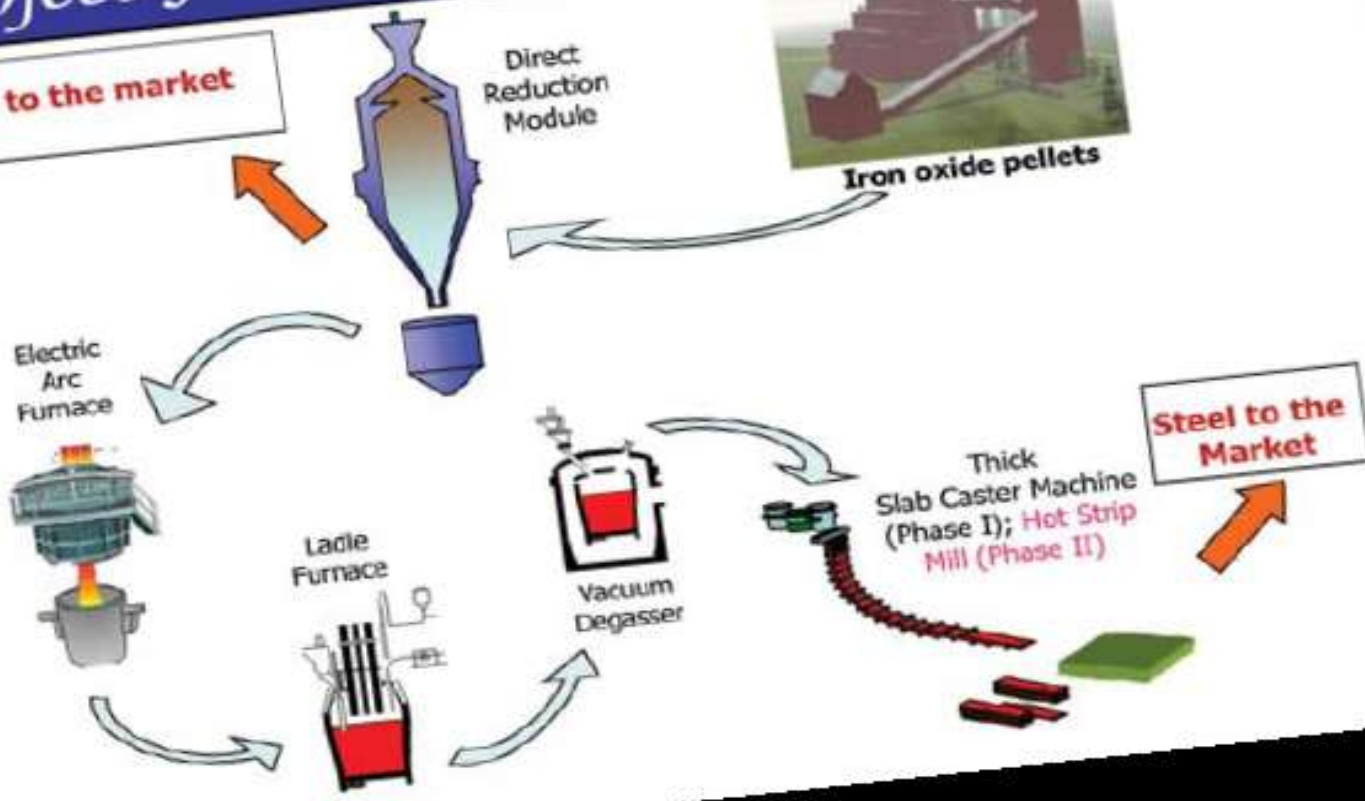 to the market
Direct
Reduction
Module
Iron oxide pellets
Electric
Arc
Furnace
Ladle
Furnace
Vacuum
Degasser
Thick
Slab Caster Machine
(Phase I); Hot Strip
Mill (Phase II)
Steel to the
Market